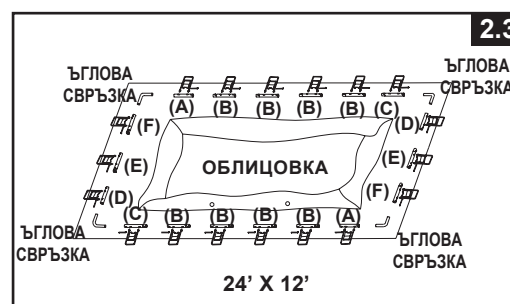 2.3
ЪГЛОВА
СВРЪЗКА
ЪГЛОВА
СВРЪЗКА
(A) (B) (B) (B) (B) (C)
(F) (D)
(E) ОБЛИЦОВКА (E)
(D) (F)
(C) (B) (B) (B) (B) (A)
ЪГЛОВА
СВРЪЗКА
ЪГЛОВА
СВРЪЗКА
24' X 12'